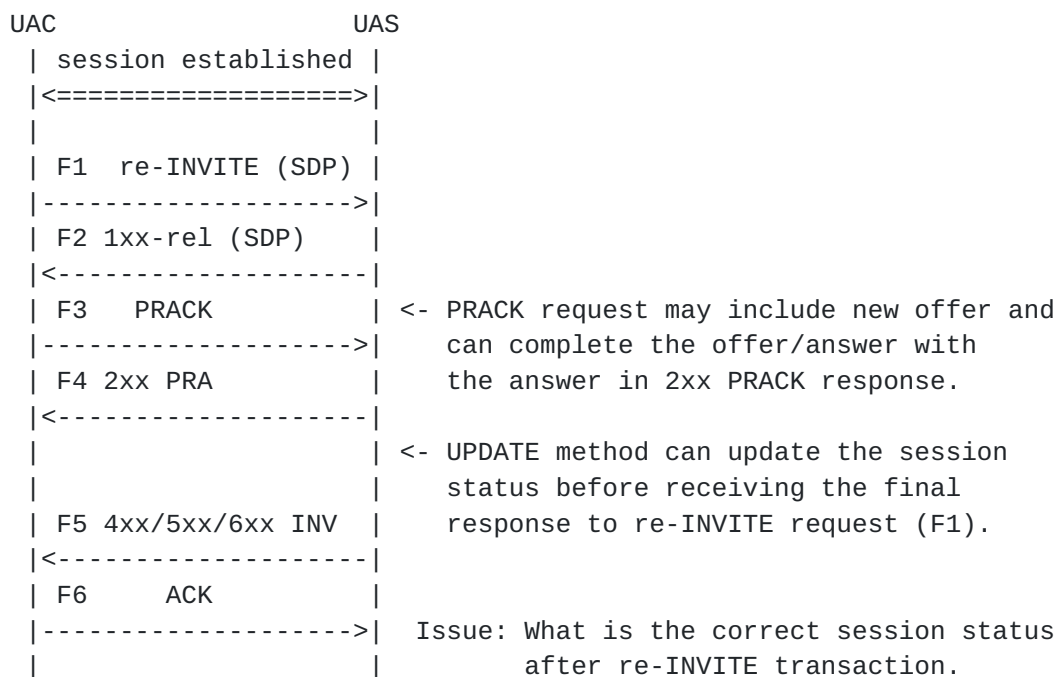 UAC                   UAS
 | session established |
 |<===================>|
 |                     |
 | F1  re-INVITE (SDP) |
 |-------------------->|
 | F2 1xx-rel (SDP)    |
 |<--------------------|
 | F3   PRACK          | <- PRACK request may include new offer and
 |-------------------->|    can complete the offer/answer with
 | F4 2xx PRA          |    the answer in 2xx PRACK response.
 |<--------------------|
 |                     | <- UPDATE method can update the session
 |                     |    status before receiving the final
 | F5 4xx/5xx/6xx INV  |    response to re-INVITE request (F1).
 |<--------------------|
 | F6     ACK          |
 |-------------------->|  Issue: What is the correct session status
 |                     |         after re-INVITE transaction.